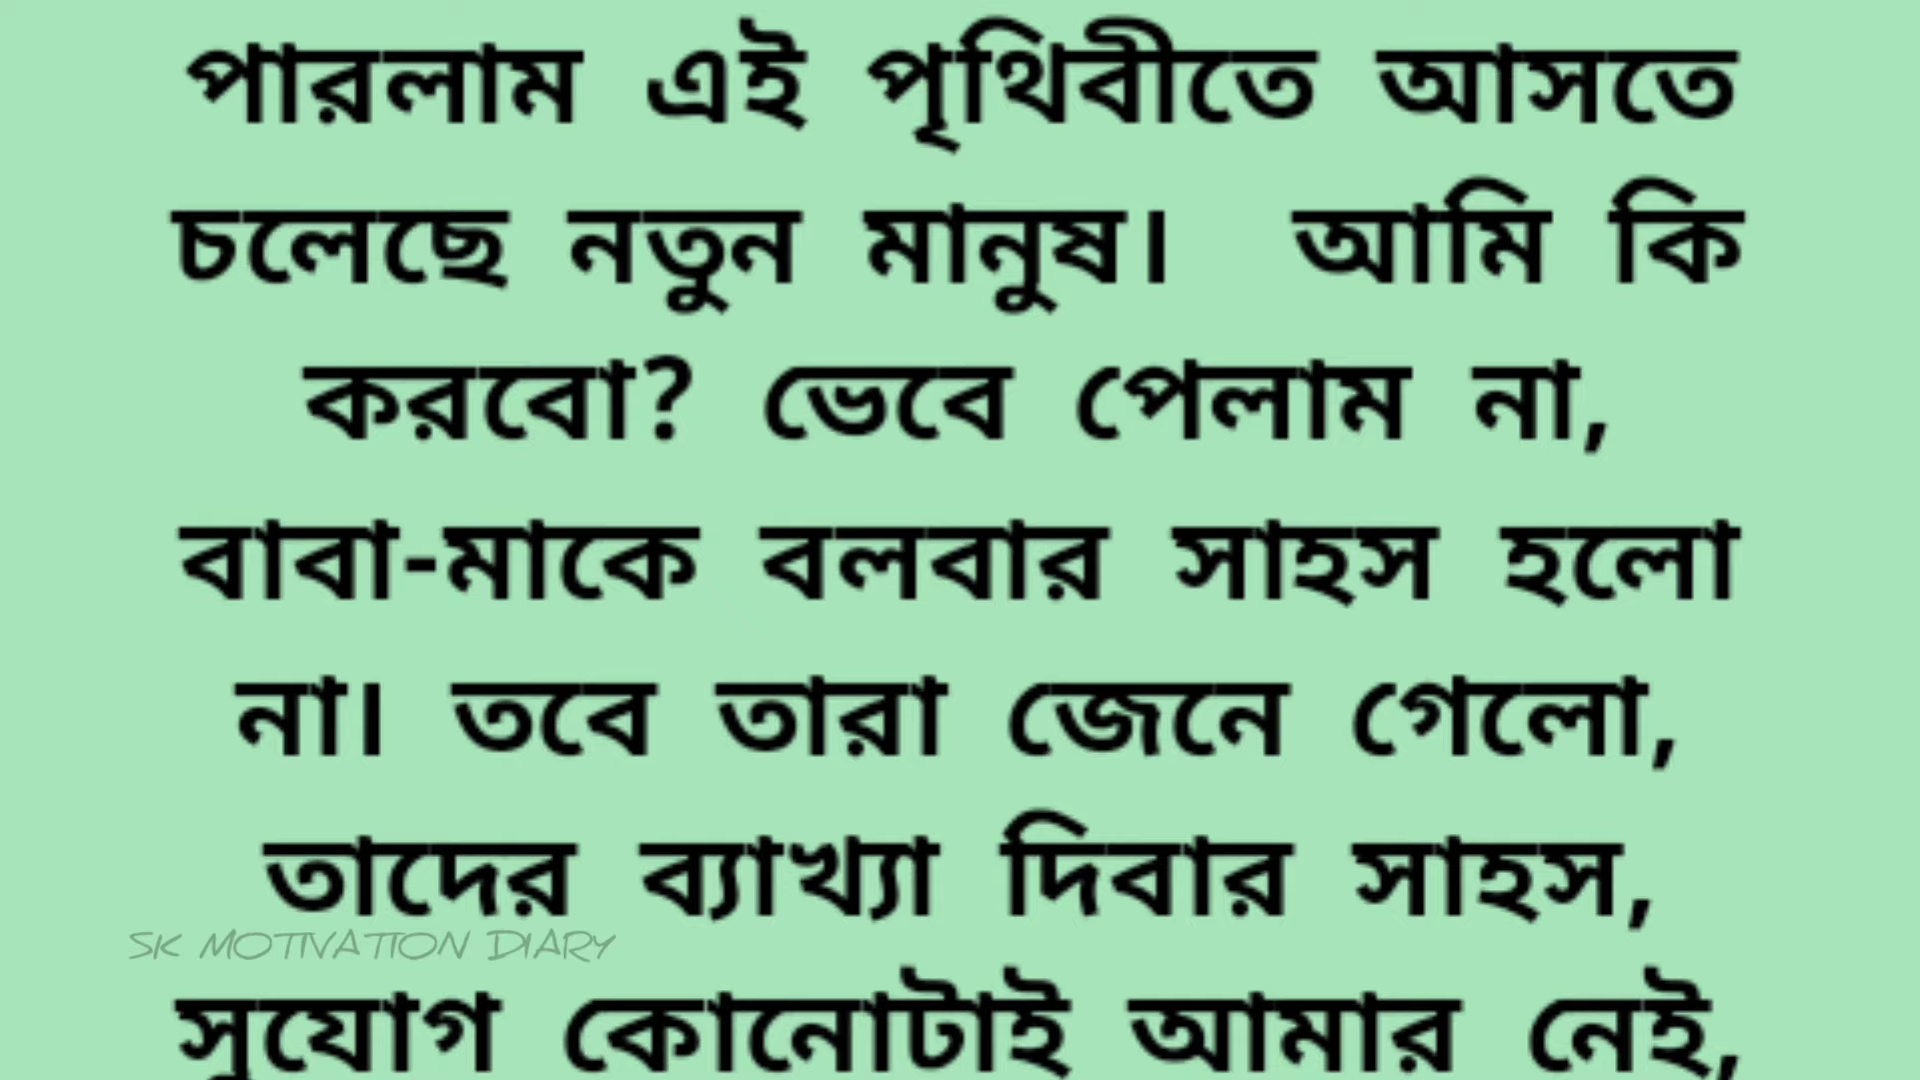 পারলাম এই পৃথিবীতে আসতে
চলেছে নতুন মানুষ। আমি কি
করবো? ভেবে পেলাম না,
বাবা-মাকে বলবার সাহস হলো
না। তবে তারা জেনে গেলো,
তাদের ব্যাখ্যা দিবার সাহস,
SK MOTIVATION DIARY
সুযোগ কোনোটাই আমার নেই,